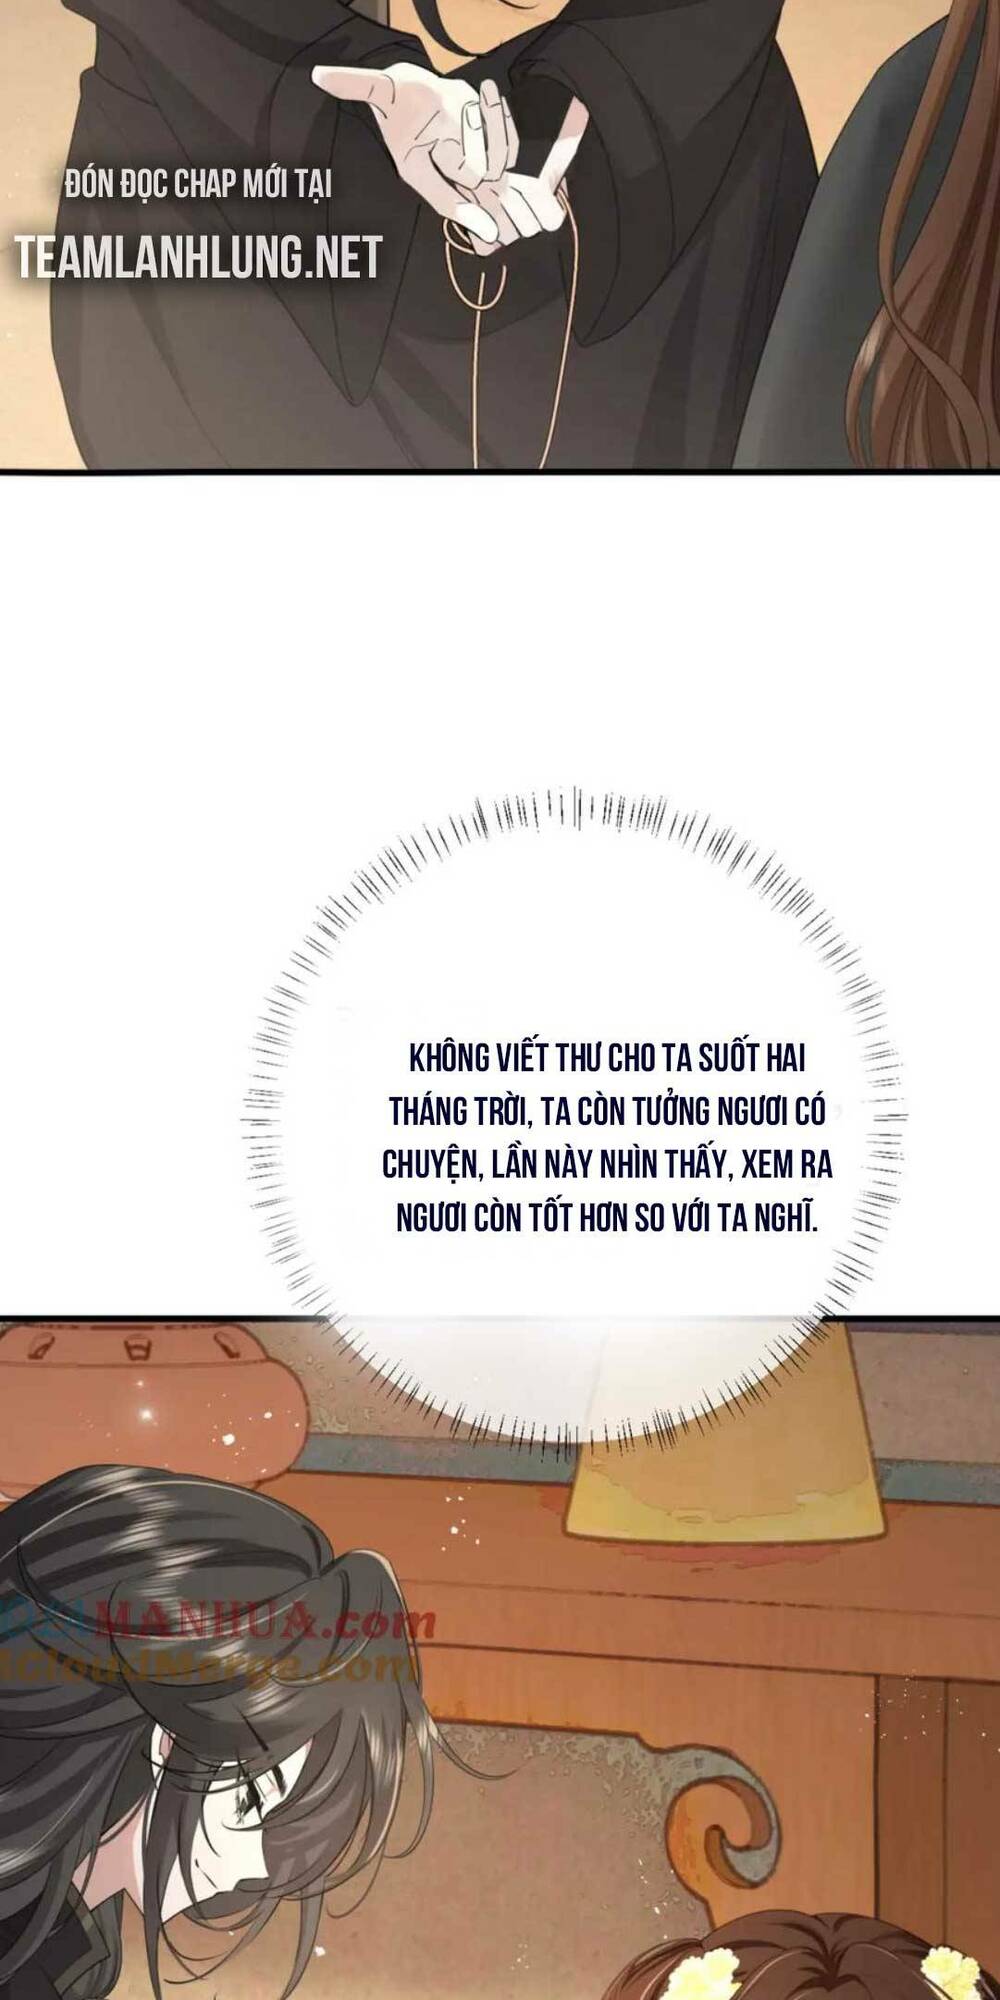 ĐÓN ĐỌC CHAP MỚI TẠI
TEAMLANHLUNG.NET
KHÔNG VIẾT THƯ CHO TA SUỐT HAI
THÁNG TRỜI, TA CÒN TƯỞNG NGƯƠI CÓ
CHUYỆN, LẦN NÀY NHÌN THẤY, XEM RA
NGƯƠI CÒN TỐT HƠN SO VỚI TA NGHĨ.
MANHUA.com
cloudMerge.com